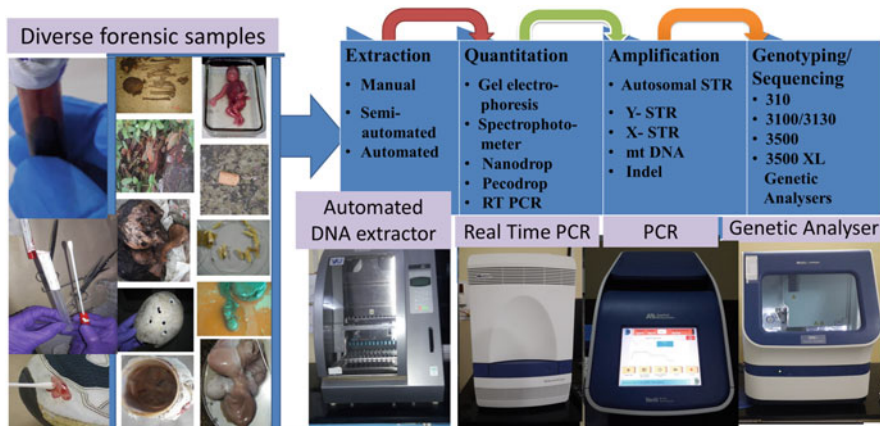 Diverse forensic samples
Extraction
• Manual
• Semi-
automated
• Automated
Quantitation
• Gel electro-
phoresis
• Spectrophoto-
meter
• Nanodrop
• Pecodrop
• RT PCR
Amplification
• Autosomal STR
• Y- STR
• X- STR
• mt DNA
• Indel
Genotyping/
Sequencing
• 310
• 3100/3130
• 3500
• 3500 XL
Genetic
Analysers
Automated
DNA extractor
Real Time PCR
PCR
Genetic Analyser